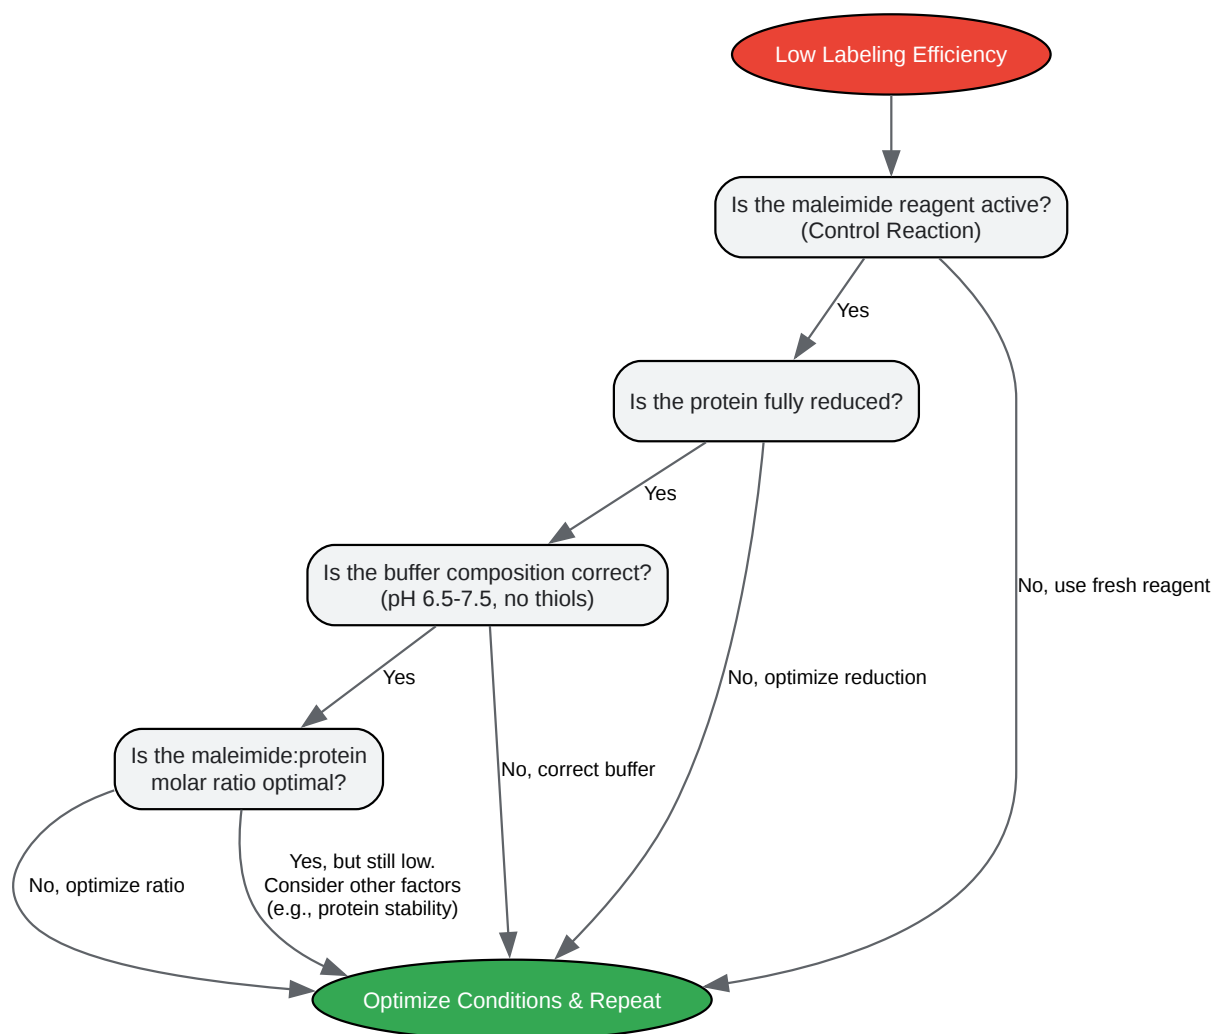 Low Labeling Efficiency
Is the maleimide reagent active?
(Control Reaction)
Yes
Is the protein fully reduced?
Yes
Is the buffer composition correct?
(pH 6.5-7.5, no thiols)
No, use fresh reagent
Yes
No, optimize reduction
Is the maleimide:protein
molar ratio optimal?
No, correct buffer
No, optimize ratio
Yes, but still low.
Consider other factors
(e.g., protein stability)
Optimize Conditions & Repeat